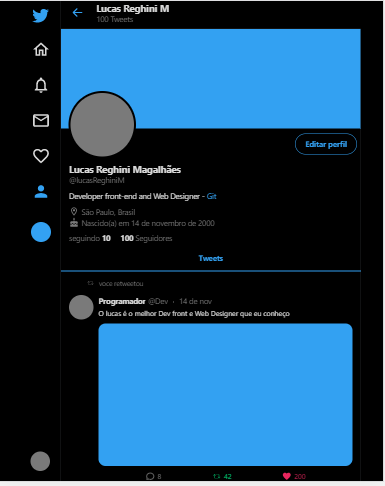 Lucas Reghini M
100 Tweets
Editar perfil
Lucas Reghini Magalhães
@lucasReghiniM
Developer front-end and Web Designer - Git
São Paulo, Brasil
Nascido(a) em 14 de novembro de 2000
seguindo 10 100 Seguidores
Tweets
voce retweetou
Programador @Dev · 14 de nov
O lucas é o melhor Dev front e Web Designer que eu conheço
8 42 200